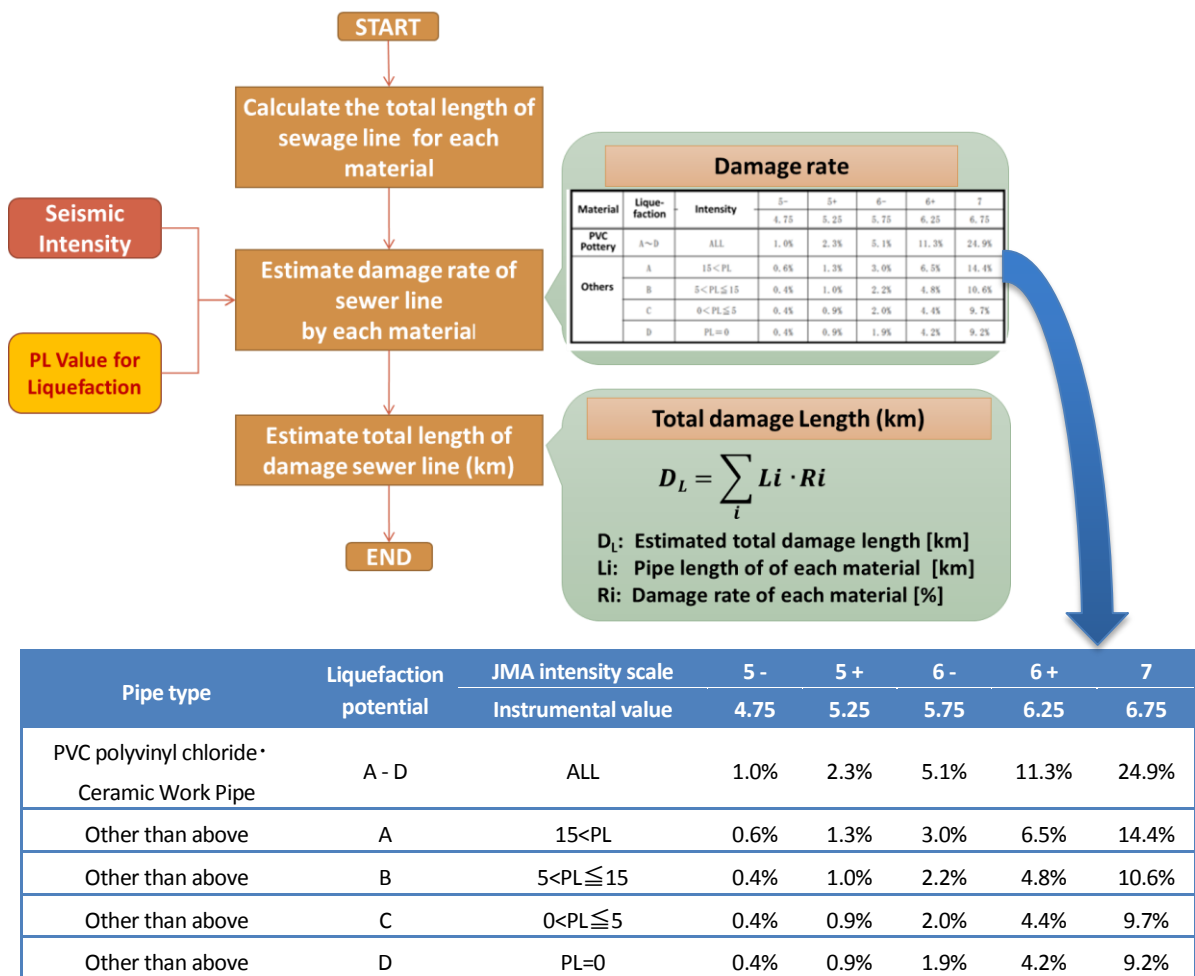 START
Calculate the total length of
sewage line for each
material
Seismic
Intensity
PL Value for
Liquefaction
Estimate damage rate of
sewer line
by each material
Estimate total length of
damage sewer line (km)
END
Damage rate
Material Lique-faction Intensity 5- 5+ 6- 6+ 7
4.75 5.25 5.75 6.25 6.75
PVC
Pottery A~D ALL 1.0% 2.3% 5.1% 11.3% 24.9%
Others A 15<PL 0.6% 1.3% 3.0% 6.5% 14.4%
B 5<PL≦15 0.4% 1.0% 2.2% 4.8% 10.6%
C 0<PL≦5 0.4% 0.9% 2.0% 4.4% 9.7%
D PL=0 0.4% 0.9% 1.9% 4.2% 9.2%
Total damage Length (km)
D_L = ∑_i Li · Ri
D_L: Estimated total damage length [km]
Li: Pipe length of of each material [km]
Ri: Damage rate of each material [%]
Pipe type Liquefaction potential JMA intensity scale 5 - 5 + 6 - 6 + 7
Instrumental value 4.75 5.25 5.75 6.25 6.75
PVC polyvinyl chloride・
Ceramic Work Pipe A - D ALL 1.0% 2.3% 5.1% 11.3% 24.9%
Other than above A 15<PL 0.6% 1.3% 3.0% 6.5% 14.4%
Other than above B 5<PL≦15 0.4% 1.0% 2.2% 4.8% 10.6%
Other than above C 0<PL≦5 0.4% 0.9% 2.0% 4.4% 9.7%
Other than above D PL=0 0.4% 0.9% 1.9% 4.2% 9.2%